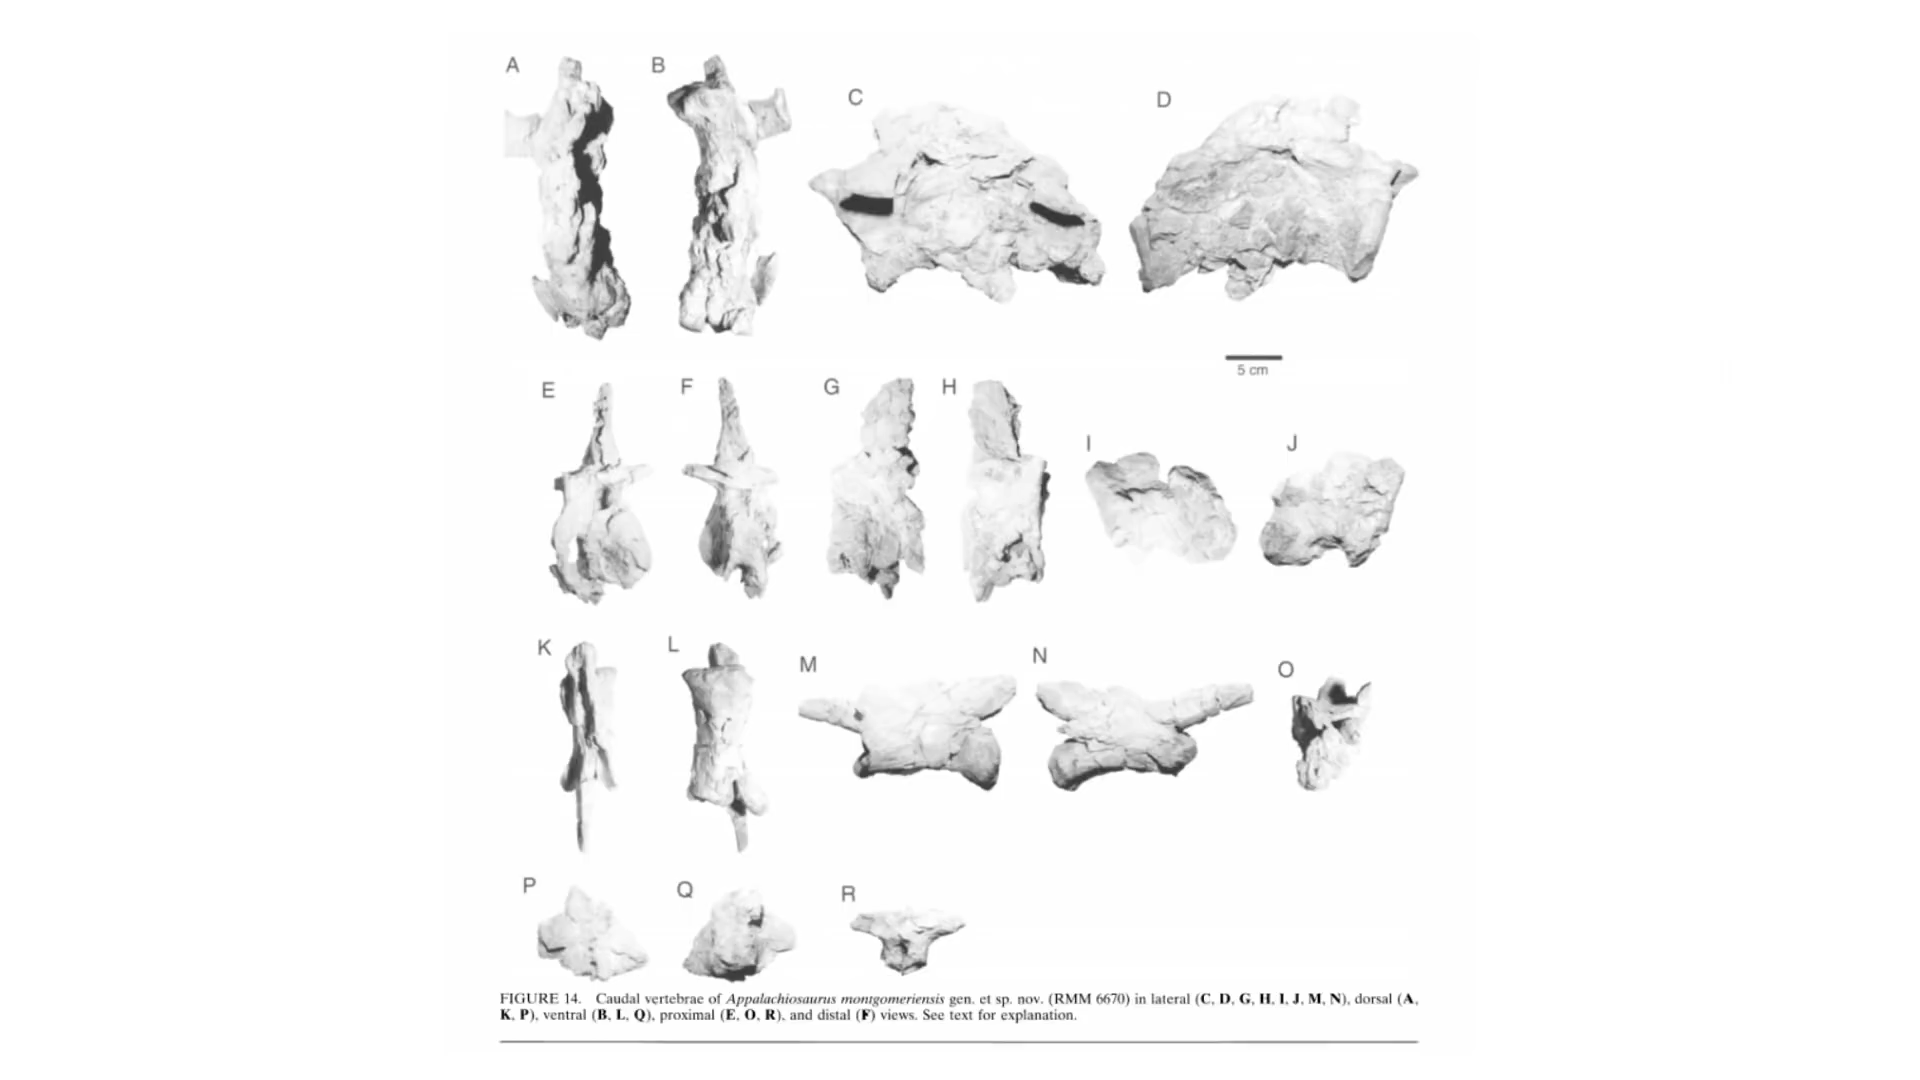 A B C D
5 cm
E F G H I J
K L M N O
P Q R
FIGURE 14. Caudal vertebrae of Appalachiosaurus montgomeriensis gen. et sp. nov. (RMM 6670) in lateral (C, D, G, H, I, J, M, N), dorsal (A,
K, P), ventral (B, L, Q), proximal (E, O, R), and distal (F) views. See text for explanation.